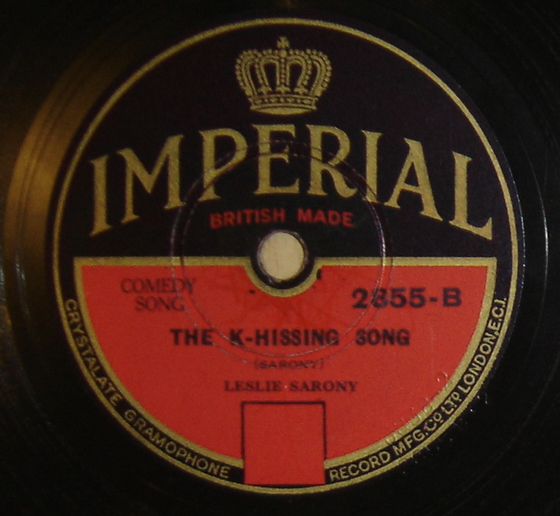 IMPERIAL
BRITISH MADE
COMEDY
SONG
2855-B
THE K-HISSING SONG
(SARONY)
LESLIE SARONY
CRYSTALATE GRAMOPHONE
RECORD MFG. CO LTD LONDON, E.C.1.